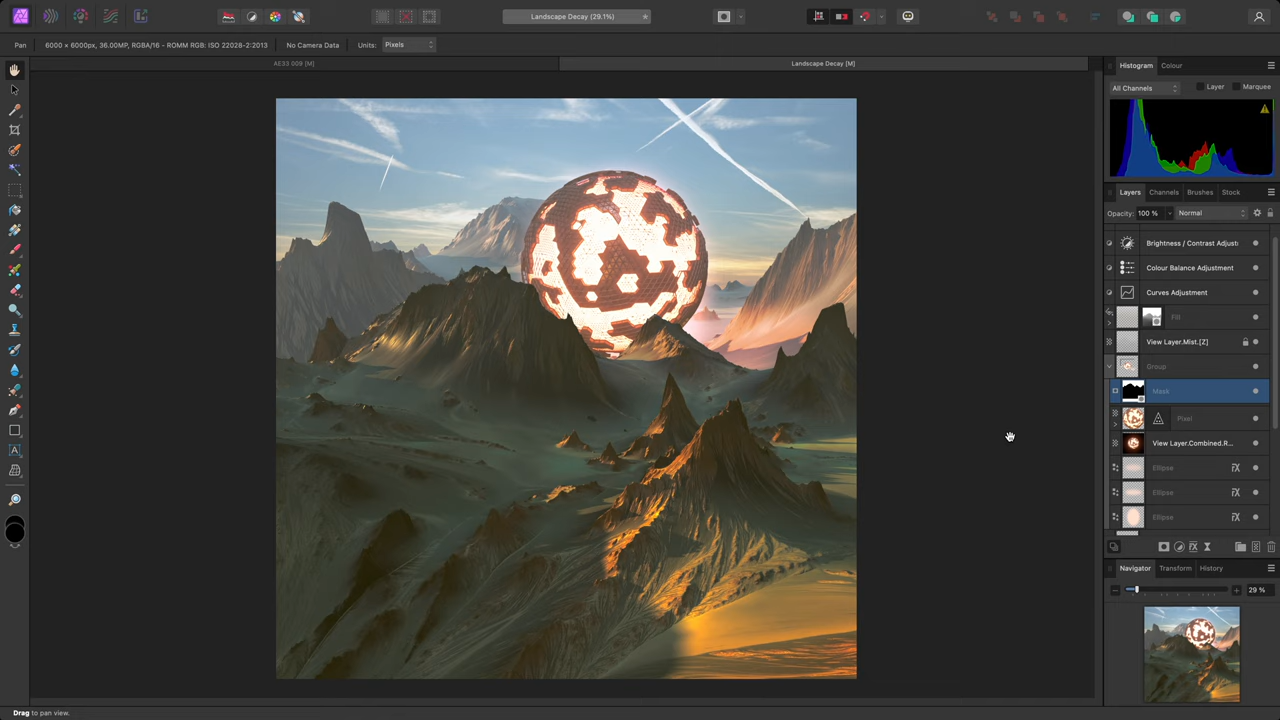 Landscape Decay (29.1%)
Pan
6000 × 6000px, 36.00MP, RGBA/16 - ROMM RGB: ISO 22028-2:2013
No Camera Data
Units:
Pixels
AE33 009 [M]
Landscape Decay [M]
Histogram
Colour
All Channels
Layer
Marquee
Layers
Channels
Brushes
Stock
Opacity:
100 %
Normal
Brightness / Contrast Adjust
Colour Balance Adjustment
Curves Adjustment
Fill
View Layer.Mist.[Z]
Group
Mask
Pixel
View Layer.Combined.R...
Ellipse
Ellipse
Ellipse
Navigator
Transform
History
29 %
Drag to pan view.